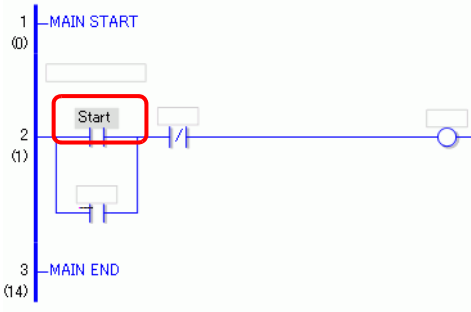 1 MAIN START
(0)
Start
2
(1)
3 MAIN END
(14)